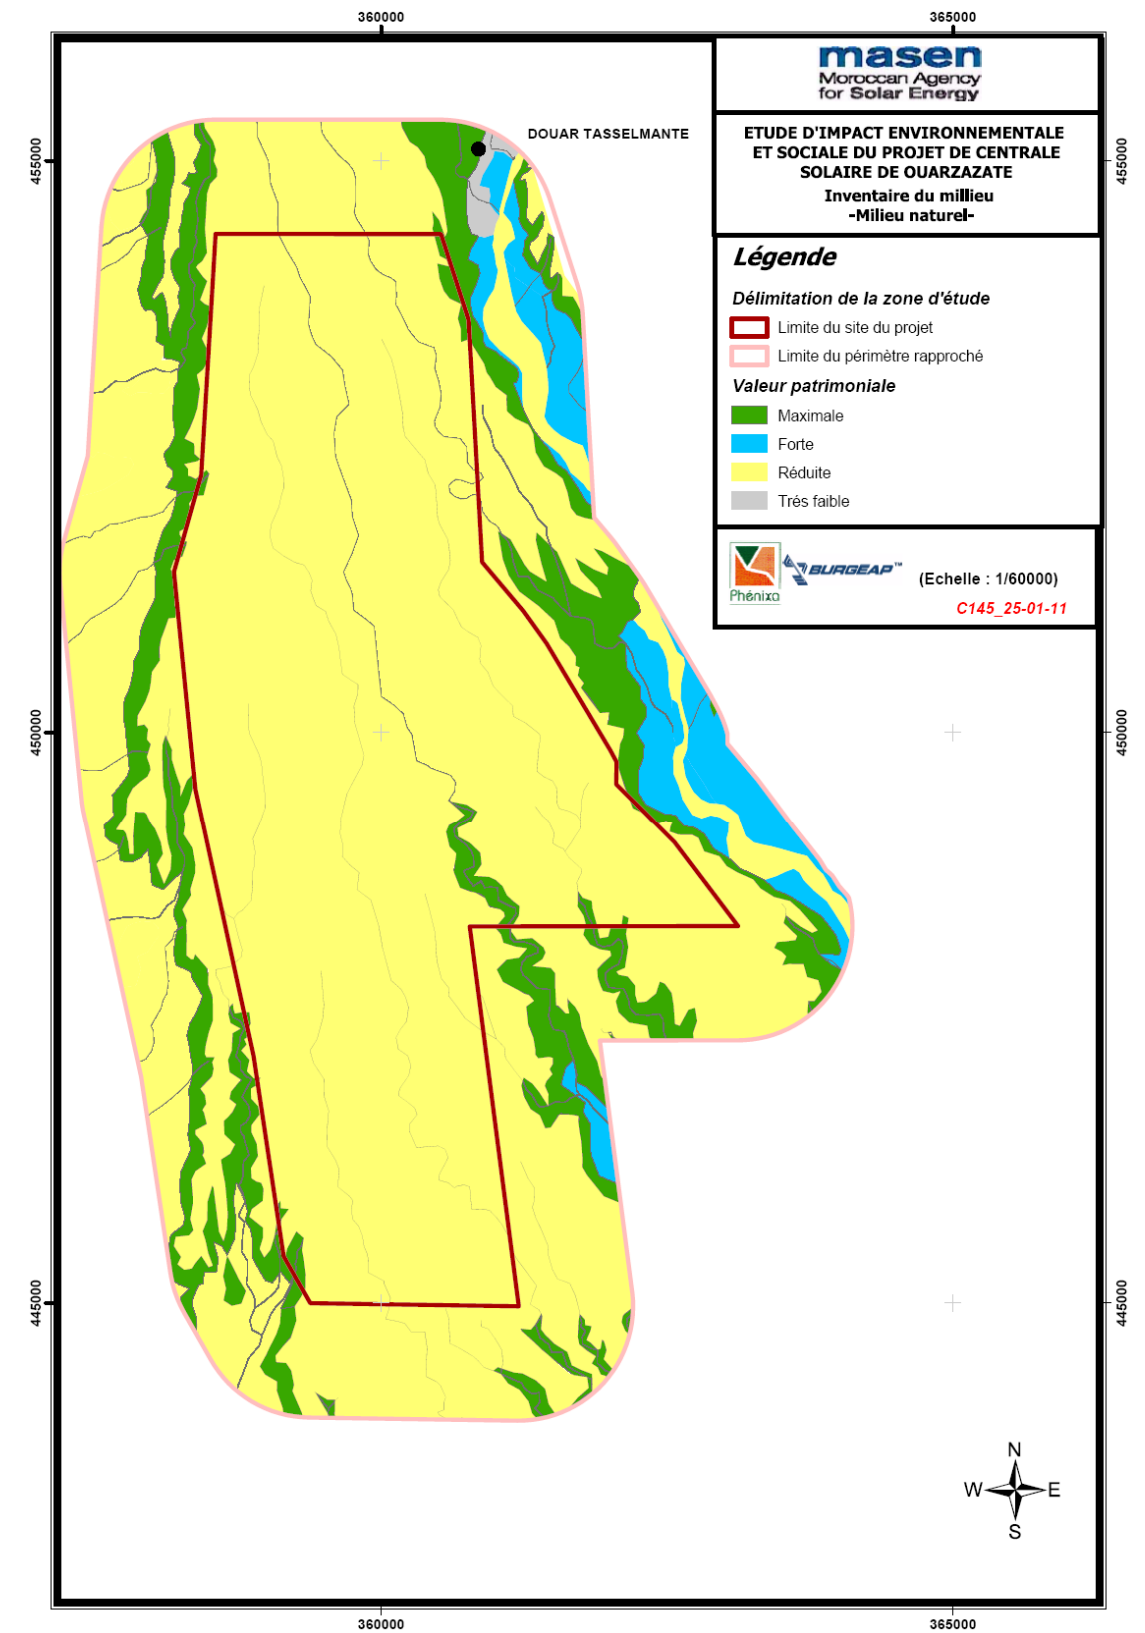 360000
365000
masen
Moroccan Agency
for Solar Energy
ETUDE D'IMPACT ENVIRONNEMENTALE
ET SOCIALE DU PROJET DE CENTRALE
SOLAIRE DE OUARZAZATE
Inventaire du millieu
-Milieu naturel-
DOUAR TASSELMANTE
455000
455000
Légende
Délimitation de la zone d'étude
Limite du site du projet
Limite du périmètre rapproché
Valeur patrimoniale
Maximale
Forte
Réduite
Trés faible
Phénixa
BURGEAP™
(Echelle : 1/60000)
C145_25-01-11
450000
450000
445000
445000
N
W
E
S
360000
365000